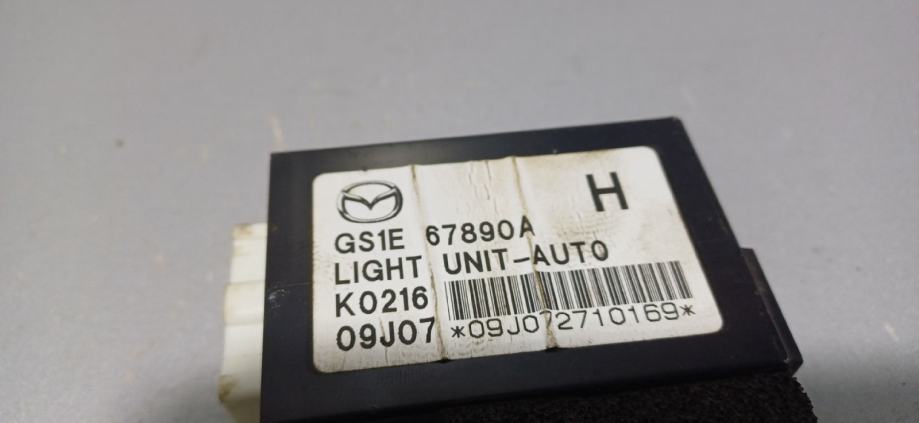 H
GS1E 67890A
LIGHT UNIT-AUTO
K0216
09J07 *09J072710169*